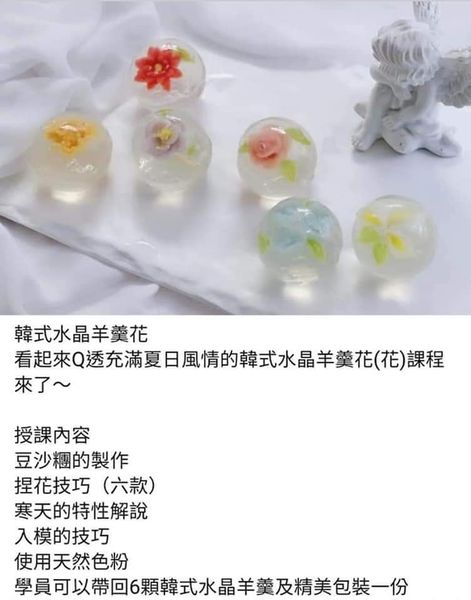 韓式水晶羊羹花
看起來Q透充滿夏日風情的韓式水晶羊羹花(花)課程
來了～
授課內容
豆沙糰的製作
捏花技巧（六款）
寒天的特性解說
入模的技巧
使用天然色粉
學員可以帶回6顆韓式水晶羊羹及精美包裝一份